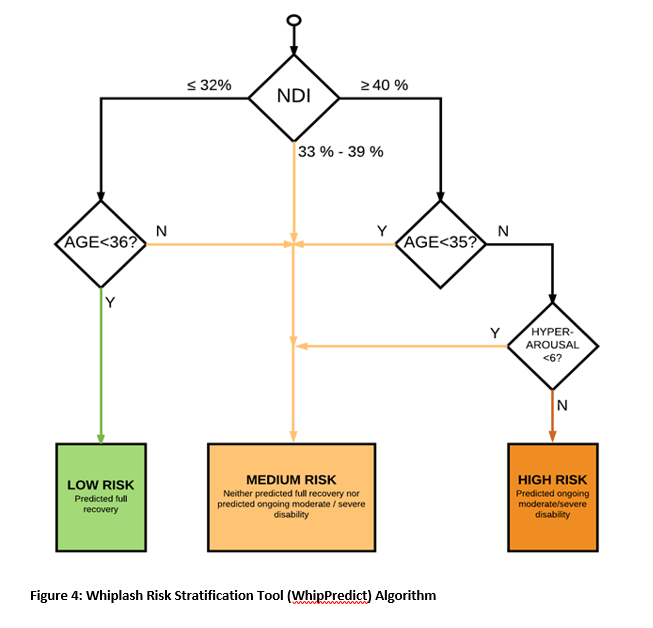 NDI
≤ 32%
≥ 40 %
33 % - 39 %
AGE<36?
N
Y
AGE<35?
N
Y
HYPER-
AROUSAL
<6?
Y
N
LOW RISK
Predicted full
recovery
MEDIUM RISK
Neither predicted full recovery nor
predicted ongoing moderate / severe
disability
HIGH RISK
Predicted ongoing
moderate/severe
disability
Figure 4: Whiplash Risk Stratification Tool (WhipPredict) Algorithm